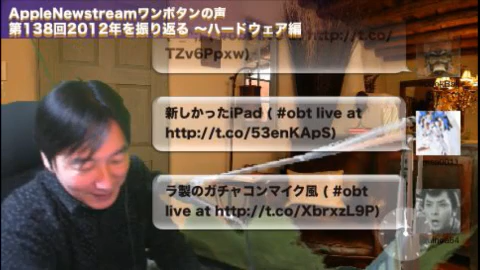 AppleNewstreamワンボタンの声
第138回2012年を振り返る ～ハードウェア編
TZv6Ppxw)
新しかったiPad ( #obt live at
http://t.co/53enKApS)
ラ製のガチャコンマイク風 ( #obt
live at http://t.co/XbrxzL9P)